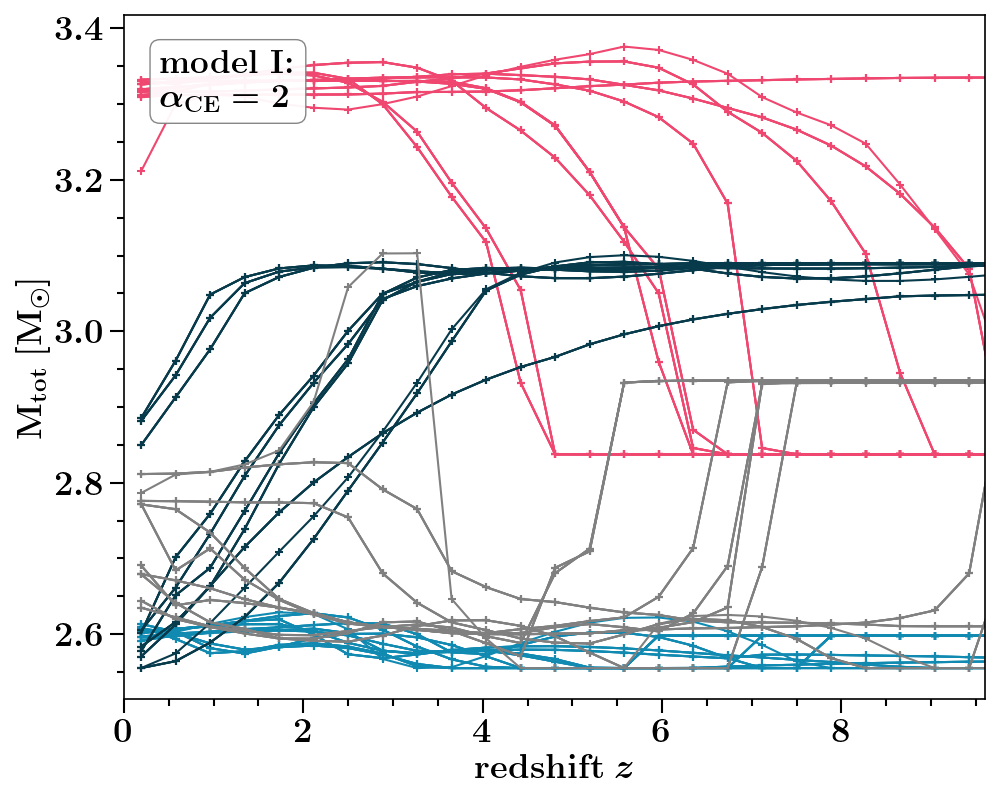 3.4
3.2
3.0
2.8
2.6
M_tot [M_⊙]
model I:
α_CE = 2
0 2 4 6 8
redshift z